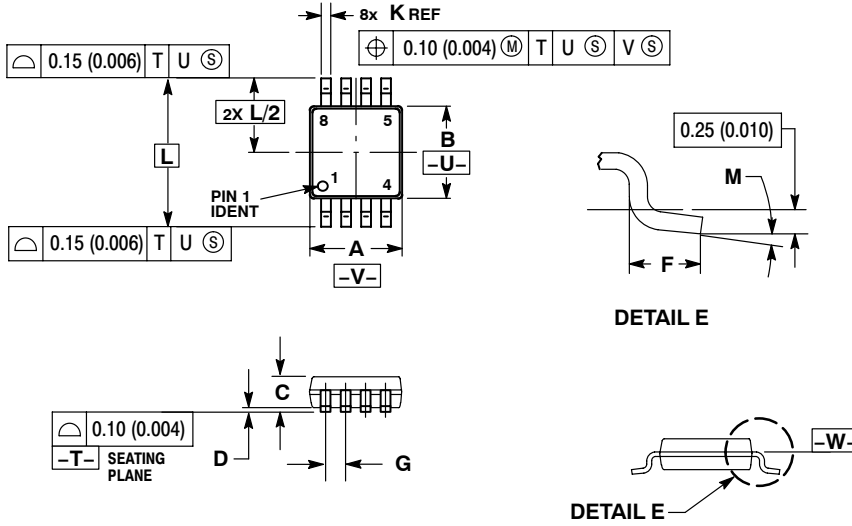 8x K REF
⌖ 0.10 (0.004) Ⓜ T U Ⓢ V Ⓢ
⌓ 0.15 (0.006) T U Ⓢ
2X L/2
8 5
B
–U–
L
PIN 1
IDENT
1
4
⌓ 0.15 (0.006) T U Ⓢ
A
–V–
0.25 (0.010)
M
F
DETAIL E
C
⌓ 0.10 (0.004)
–T– SEATING
PLANE
D
G
–W–
DETAIL E